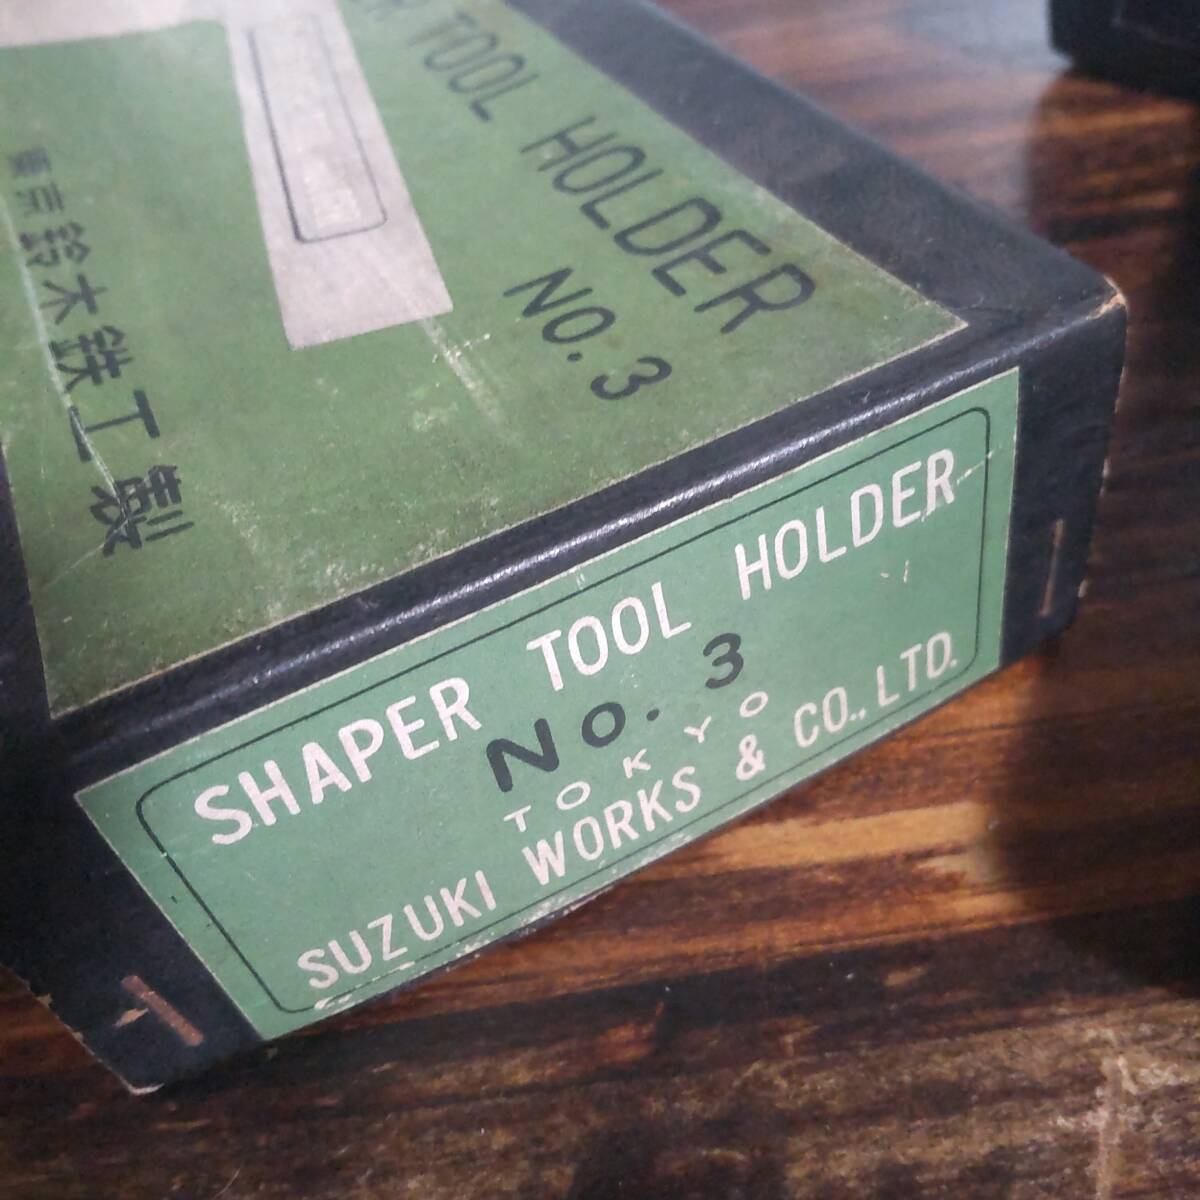 ER TOOL HOLDER
NO. 3
東京鈴木鉄工製
SHAPER TOOL HOLDER
No. 3
TOKYO
SUZUKI WORKS & CO., LTD.